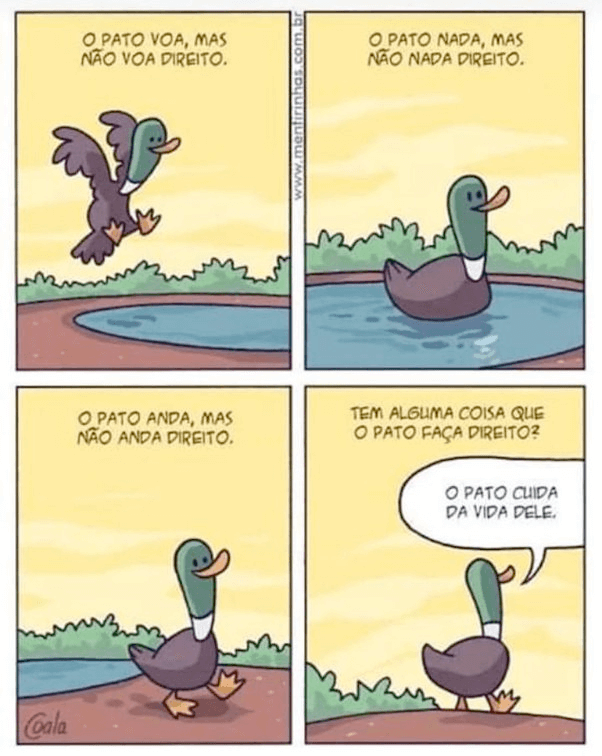 O PATO VOA, MAS
NÃO VOA DIREITO.
www.mentirinhas.com.br
O PATO NADA, MAS
NÃO NADA DIREITO.
O PATO ANDA, MAS
NÃO ANDA DIREITO.
Coala
TEM ALGUMA COISA QUE
O PATO FAÇA DIREITO?
O PATO CUIDA
DA VIDA DELE.